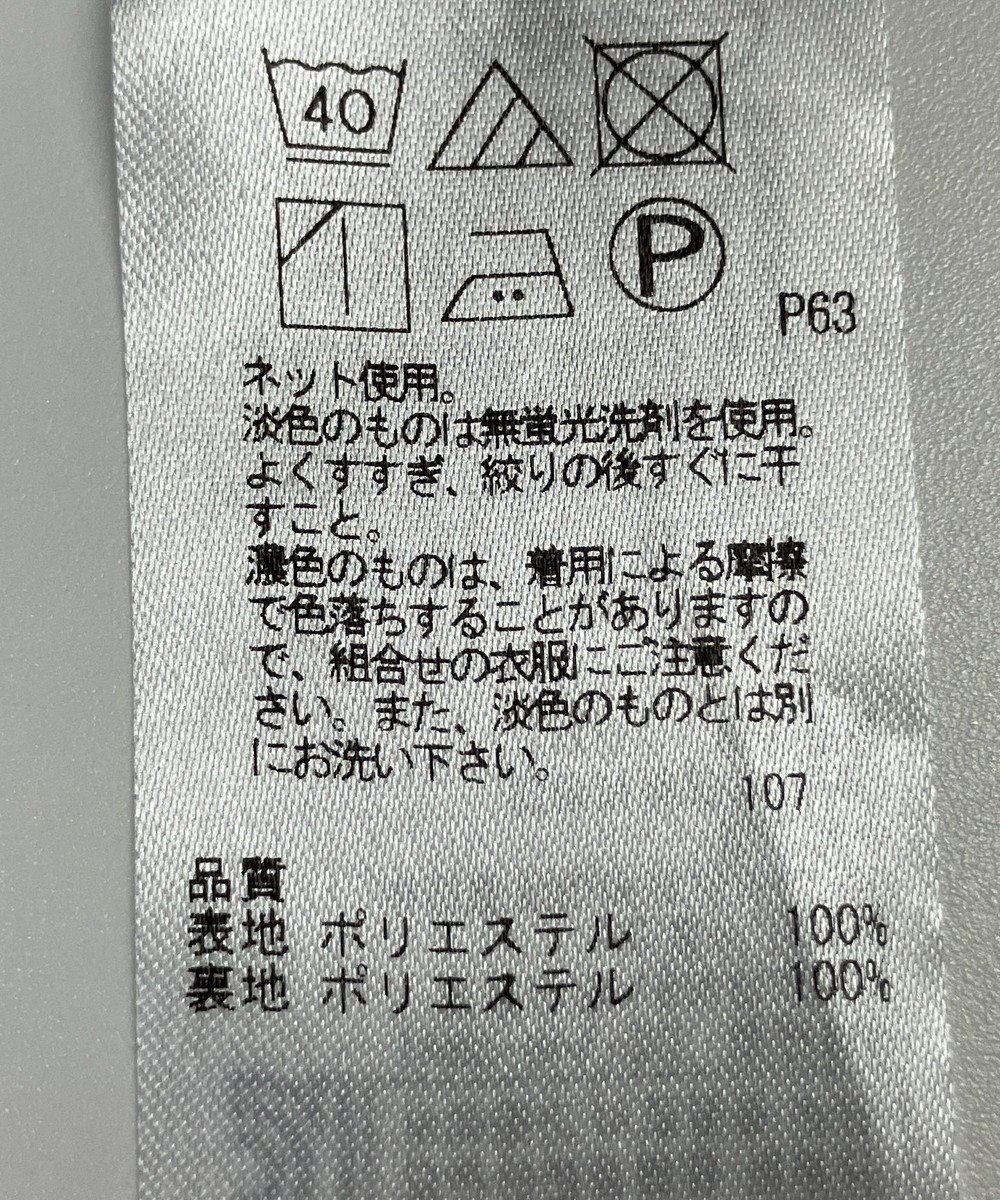 40
P
P63
ネット使用。
淡色のものは無蛍光洗剤を使用。
よくすすぎ、絞りの後すぐに干
すこと。
濃色のものは、着用による摩擦
で色落ちすることがありますの
で、組合せの衣服にご注意くだ
さい。また、淡色のものとは別
にお洗い下さい。
107
品質
表地 ポリエステル 100%
裏地 ポリエステル 100%